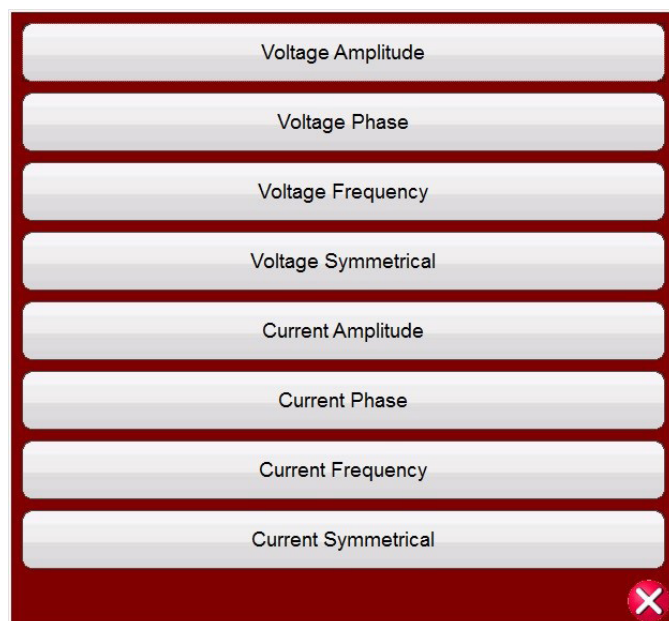 Voltage Amplitude
Voltage Phase
Voltage Frequency
Voltage Symmetrical
Current Amplitude
Current Phase
Current Frequency
Current Symmetrical